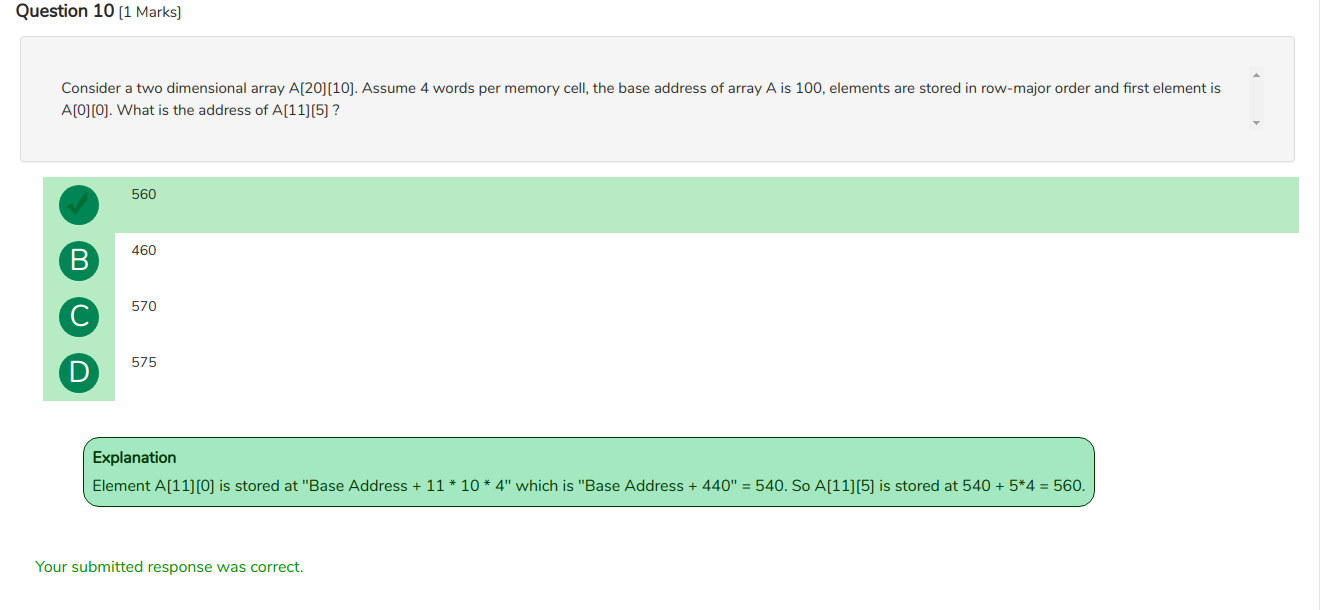 Question 10 [1 Marks]
Consider a two dimensional array A[20][10]. Assume 4 words per memory cell, the base address of array A is 100, elements are stored in row-major order and first element is
A[0][0]. What is the address of A[11][5] ?
560
B 460
C 570
D 575
Explanation
Element A[11][0] is stored at "Base Address + 11 * 10 * 4" which is "Base Address + 440" = 540. So A[11][5] is stored at 540 + 5*4 = 560.
Your submitted response was correct.